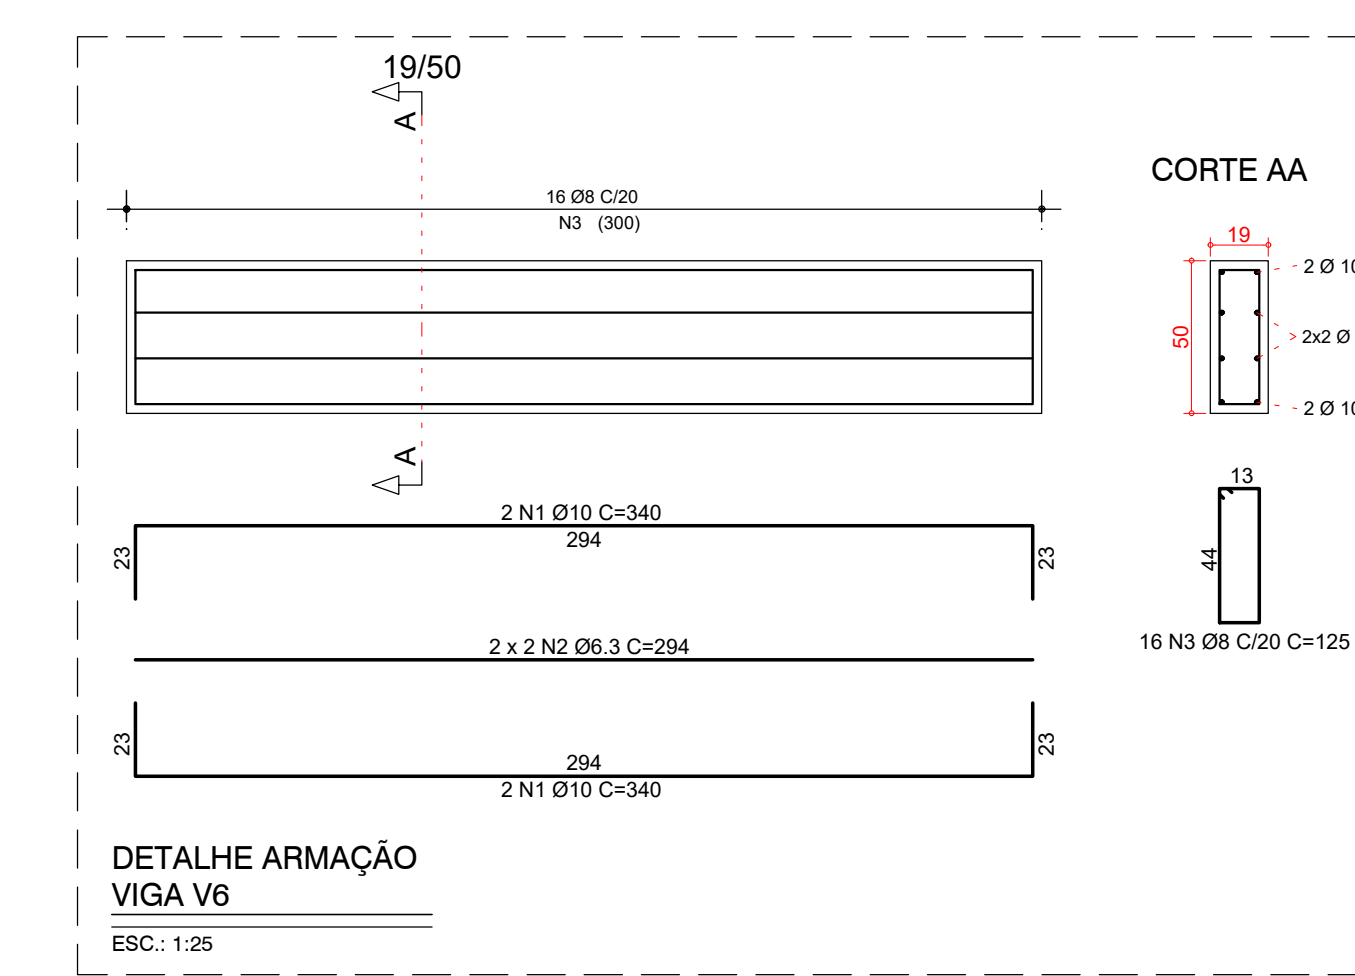 19/50
A
16 Ø8 C/20
N3 (300)
A
CORTE AA
19
50
2 Ø 10
2x2 Ø
2 Ø 10
2 N1 Ø10 C=340
294
23
23
2 x 2 N2 Ø6.3 C=294
23
23
294
2 N1 Ø10 C=340
13
44
16 N3 Ø8 C/20 C=125
DETALHE ARMAÇÃO
VIGA V6
ESC.: 1:25